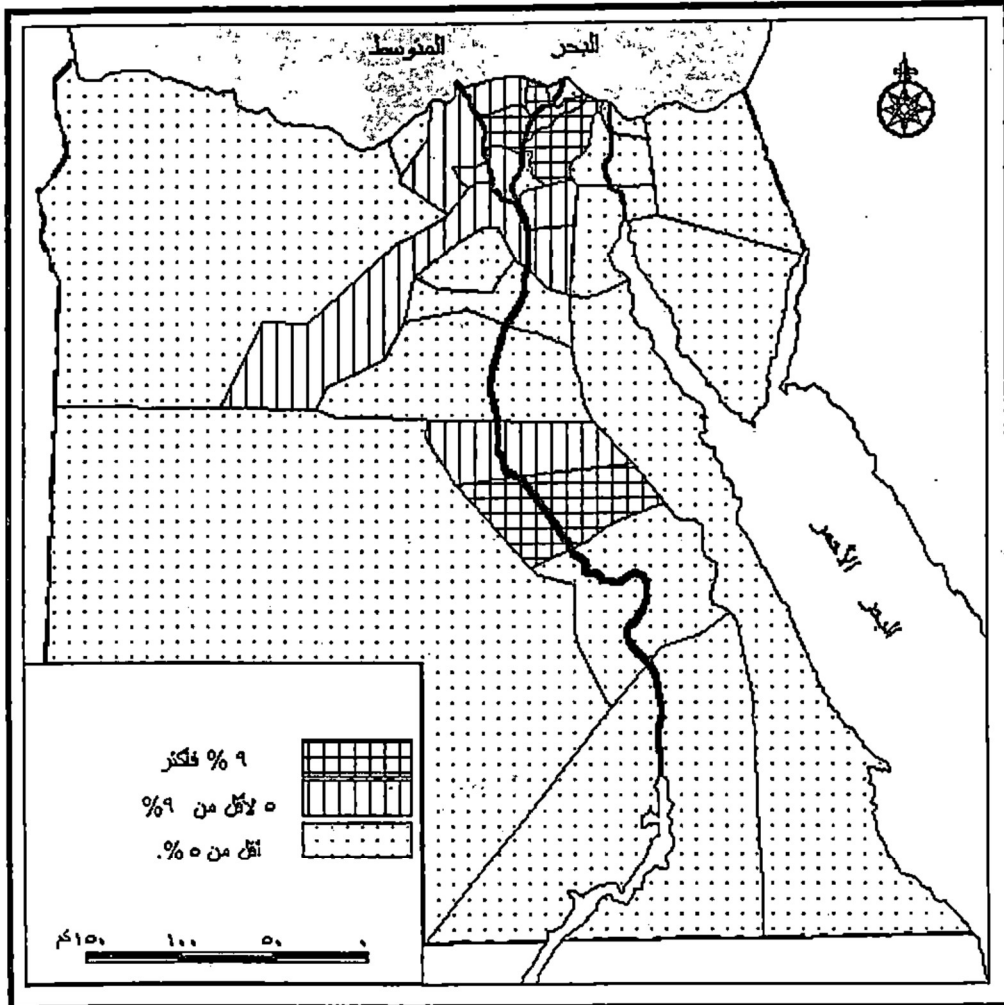 البحر المتوسط
البحر الأحمر
٩ % فأكثر
٥ لأقل من ٩%
أقل من ٥ %.
١٥٠كم ١٠٠ ٥٠ ٠